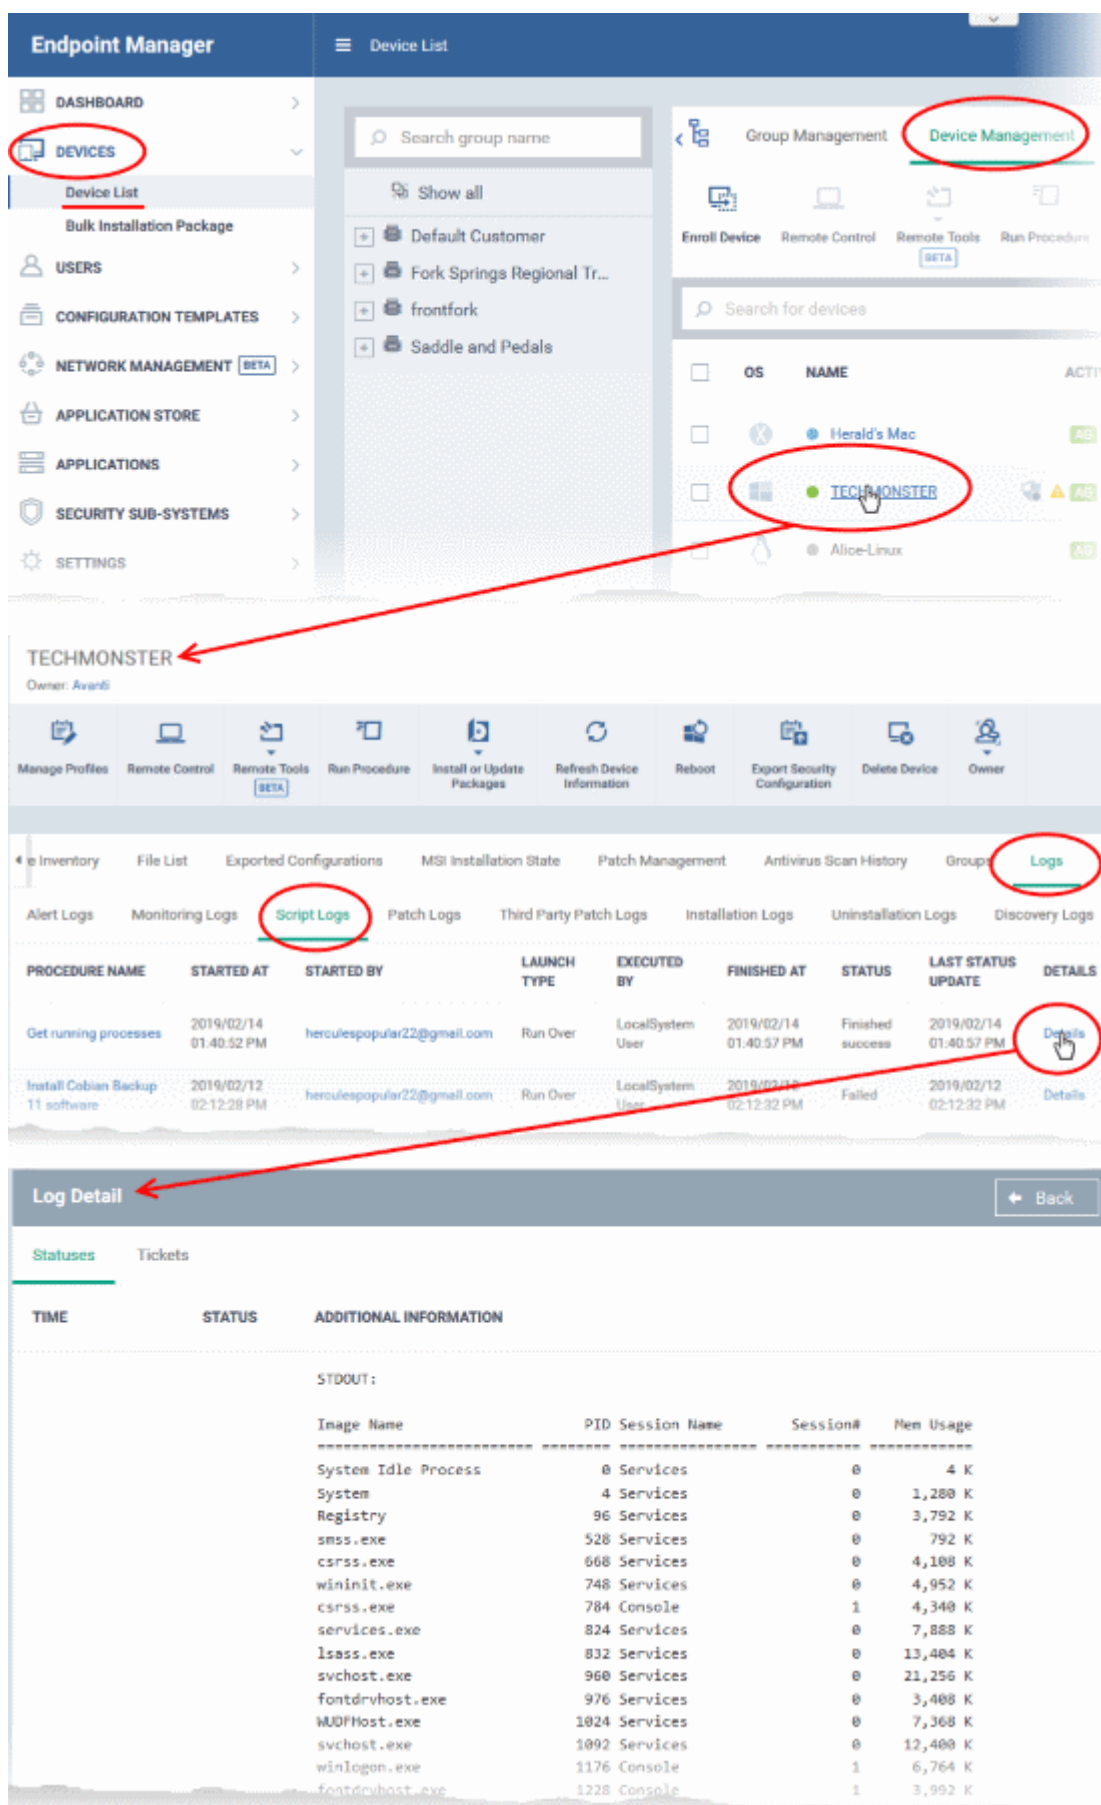 Endpoint Manager
Device List
DASHBOARD
DEVICES
Device List
Bulk Installation Package
USERS
CONFIGURATION TEMPLATES
NETWORK MANAGEMENT BETA
APPLICATION STORE
APPLICATIONS
SECURITY SUB-SYSTEMS
SETTINGS
Search group name
Show all
Default Customer
Fork Springs Regional Tr...
frontfork
Saddle and Pedals
Group Management Device Management
Enroll Device Remote Control Remote Tools Run Procedure
BETA
Search for devices
OS NAME ACTI
Herald's Mac AG
TECHMONSTER AG
Alice-Linux AG
TECHMONSTER
Owner: Avanti
Manage Profiles Remote Control Remote Tools Run Procedure Install or Update Refresh Device Reboot Export Security Delete Device Owner
BETA Packages Information Configuration
e Inventory File List Exported Configurations MSI Installation State Patch Management Antivirus Scan History Groups Logs
Alert Logs Monitoring Logs Script Logs Patch Logs Third Party Patch Logs Installation Logs Uninstallation Logs Discovery Logs
PROCEDURE NAME STARTED AT STARTED BY LAUNCH EXECUTED FINISHED AT STATUS LAST STATUS DETAILS
TYPE BY UPDATE
Get running processes 2019/02/14 herculespopular22@gmail.com Run Over LocalSystem 2019/02/14 Finished 2019/02/14 Details
01:40:52 PM User 01:40:57 PM success 01:40:57 PM
Install Cobian Backup 2019/02/12 herculespopular22@gmail.com Run Over LocalSystem 2019/02/12 Failed 2019/02/12 Details
11 software 02:12:28 PM User 02:12:32 PM 02:12:32 PM
Log Detail
Back
Statuses Tickets
TIME STATUS ADDITIONAL INFORMATION
STDOUT:
Image Name PID Session Name Session# Mem Usage
========================= ======== ================ =========== ============
System Idle Process 0 Services 0 4 K
System 4 Services 0 1,280 K
Registry 96 Services 0 3,792 K
smss.exe 528 Services 0 792 K
csrss.exe 668 Services 0 4,108 K
wininit.exe 748 Services 0 4,952 K
csrss.exe 784 Console 1 4,340 K
services.exe 824 Services 0 7,888 K
lsass.exe 832 Services 0 13,404 K
svchost.exe 960 Services 0 21,256 K
fontdrvhost.exe 976 Services 0 3,408 K
WUDFHost.exe 1024 Services 0 7,368 K
svchost.exe 1092 Services 0 12,400 K
winlogon.exe 1176 Console 1 6,764 K
fontdrvhost.exe 1228 Console 1 3,992 K